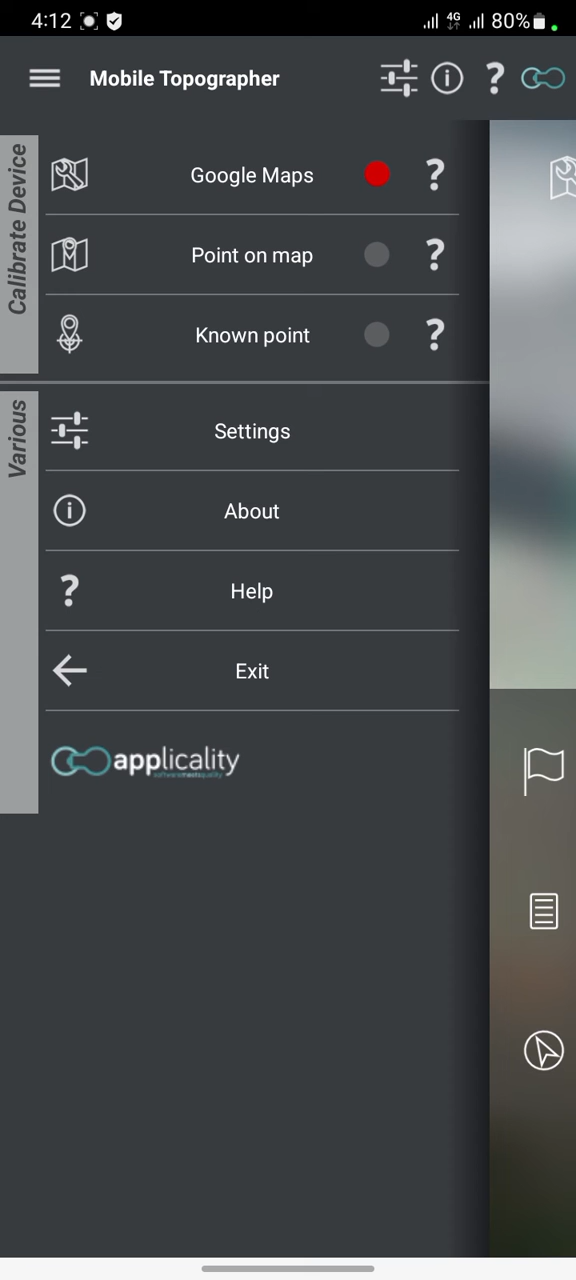 4:12
4G
80%
Mobile Topographer
Calibrate Device
Google Maps
?
Point on map
?
Known point
?
Various
Settings
About
? Help
Exit
applicality
softwaremeetsquality